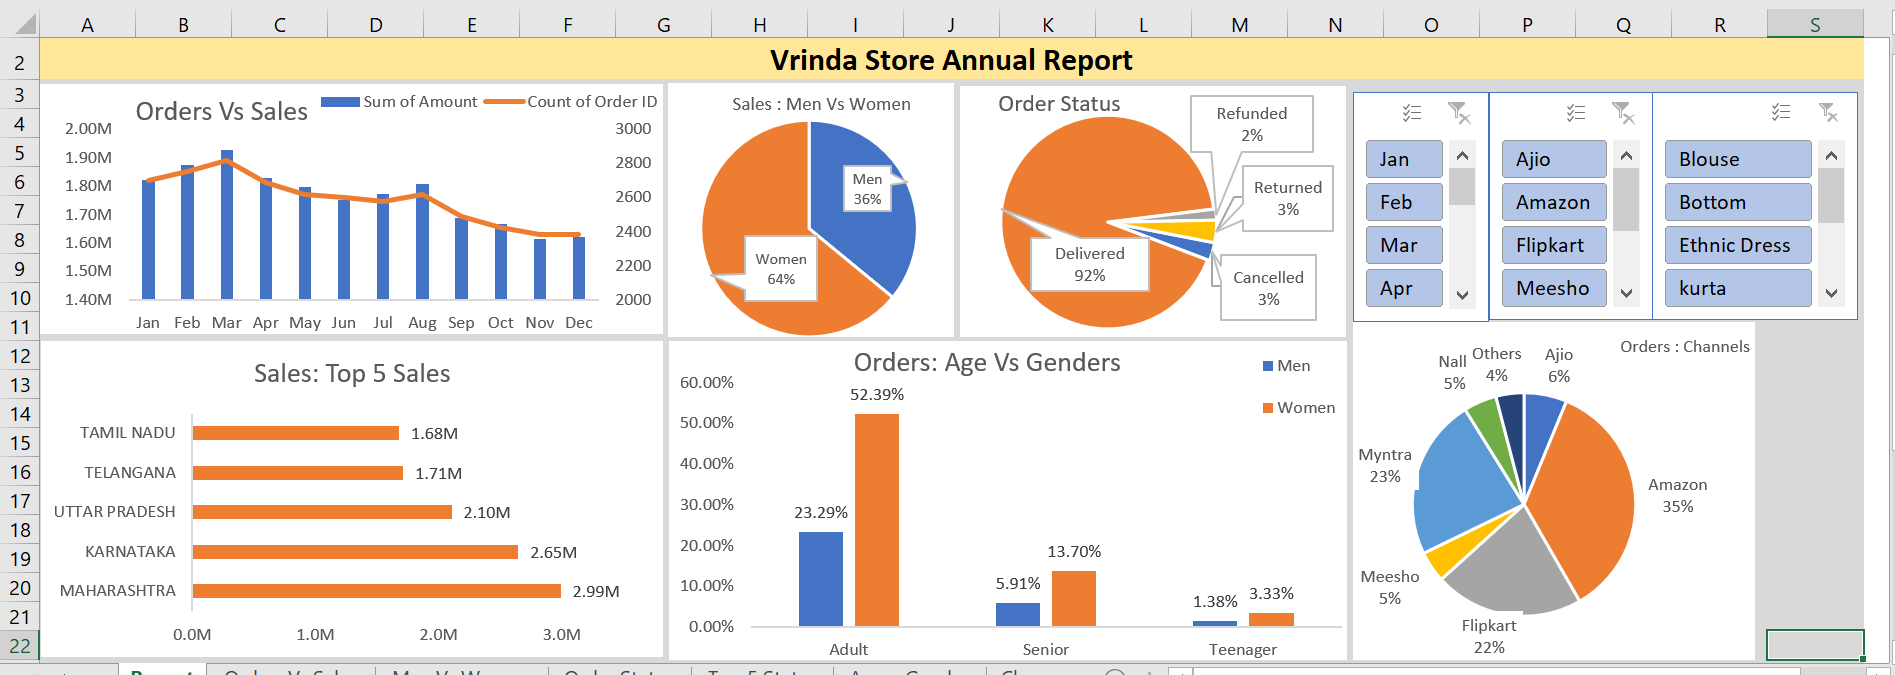 A B C D E F G H I J K L M N O P Q R S
2 Vrinda Store Annual Report
3
4
5
6
7
8
9
10
11
12
13
14
15
16
17
18
19
20
21
22
Orders Vs Sales
Sum of Amount Count of Order ID
2.00M 3000
1.90M 2800
1.80M 2600
1.70M
1.60M 2400
1.50M 2200
1.40M 2000
Jan Feb Mar Apr May Jun Jul Aug Sep Oct Nov Dec
Sales : Men Vs Women
Men
36%
Women
64%
Order Status
Refunded
2%
Returned
3%
Delivered
92%
Cancelled
3%
Jan
Feb
Mar
Apr
Ajio
Amazon
Flipkart
Meesho
Blouse
Bottom
Ethnic Dress
kurta
Sales: Top 5 Sales
TAMIL NADU 1.68M
TELANGANA 1.71M
UTTAR PRADESH 2.10M
KARNATAKA 2.65M
MAHARASHTRA 2.99M
0.0M 1.0M 2.0M 3.0M
Orders: Age Vs Genders
Men
Women
60.00%
50.00%
40.00%
30.00%
20.00%
10.00%
0.00%
23.29% 52.39%
5.91% 13.70%
1.38% 3.33%
Adult Senior Teenager
Orders : Channels
Nall
5%
Others
4%
Ajio
6%
Myntra
23%
Amazon
35%
Meesho
5%
Flipkart
22%